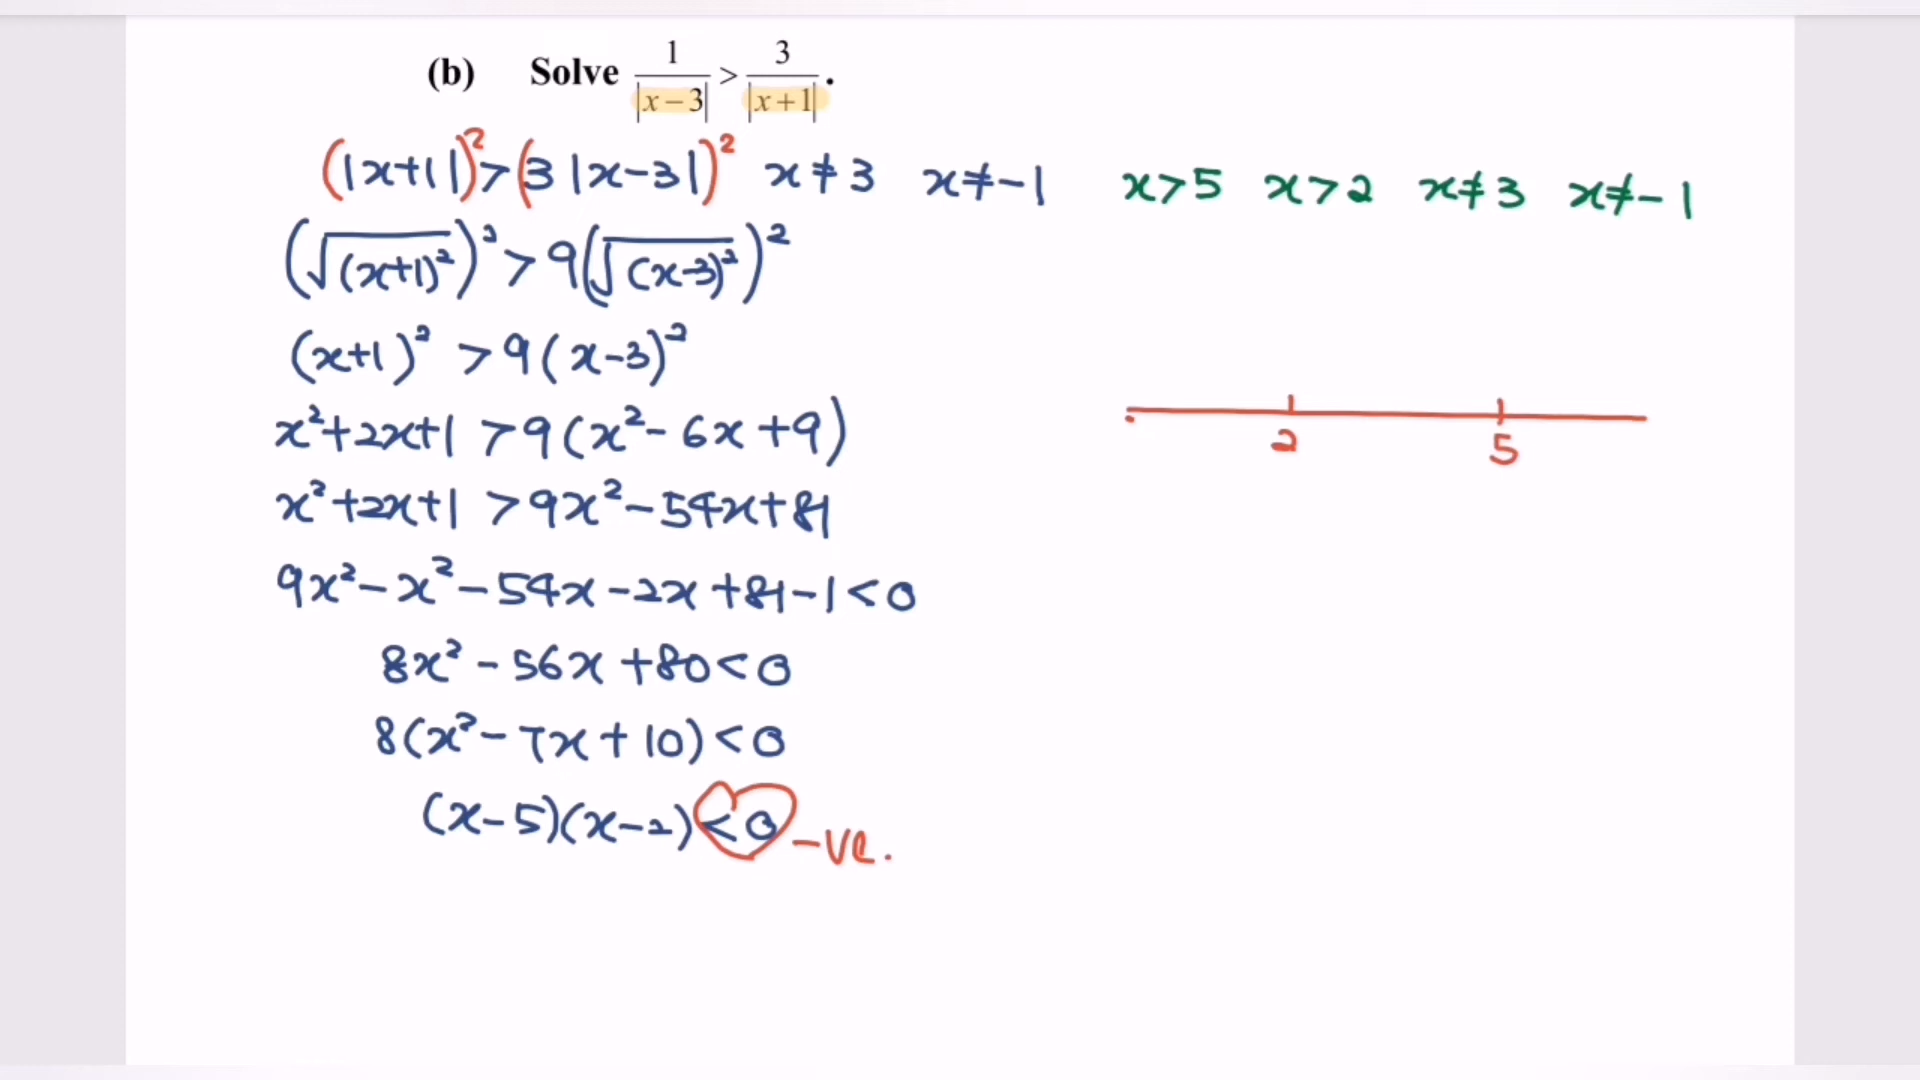 (b) Solve 1/|x−3| > 3/|x+1|.
(|x+1|)² > (3|x−3|)² x≠3 x≠−1
x>5 x>2 x≠3 x≠−1
(√(x+1)²)² > 9(√(x−3)²)²
(x+1)² > 9(x−3)²
x²+2x+1 > 9(x²−6x+9)
x²+2x+1 > 9x²−54x+81
9x²−x²−54x−2x+81−1<0
8x²−56x+80<0
8(x²−7x+10)<0
(x−5)(x−2)<0 −ve.
2 5